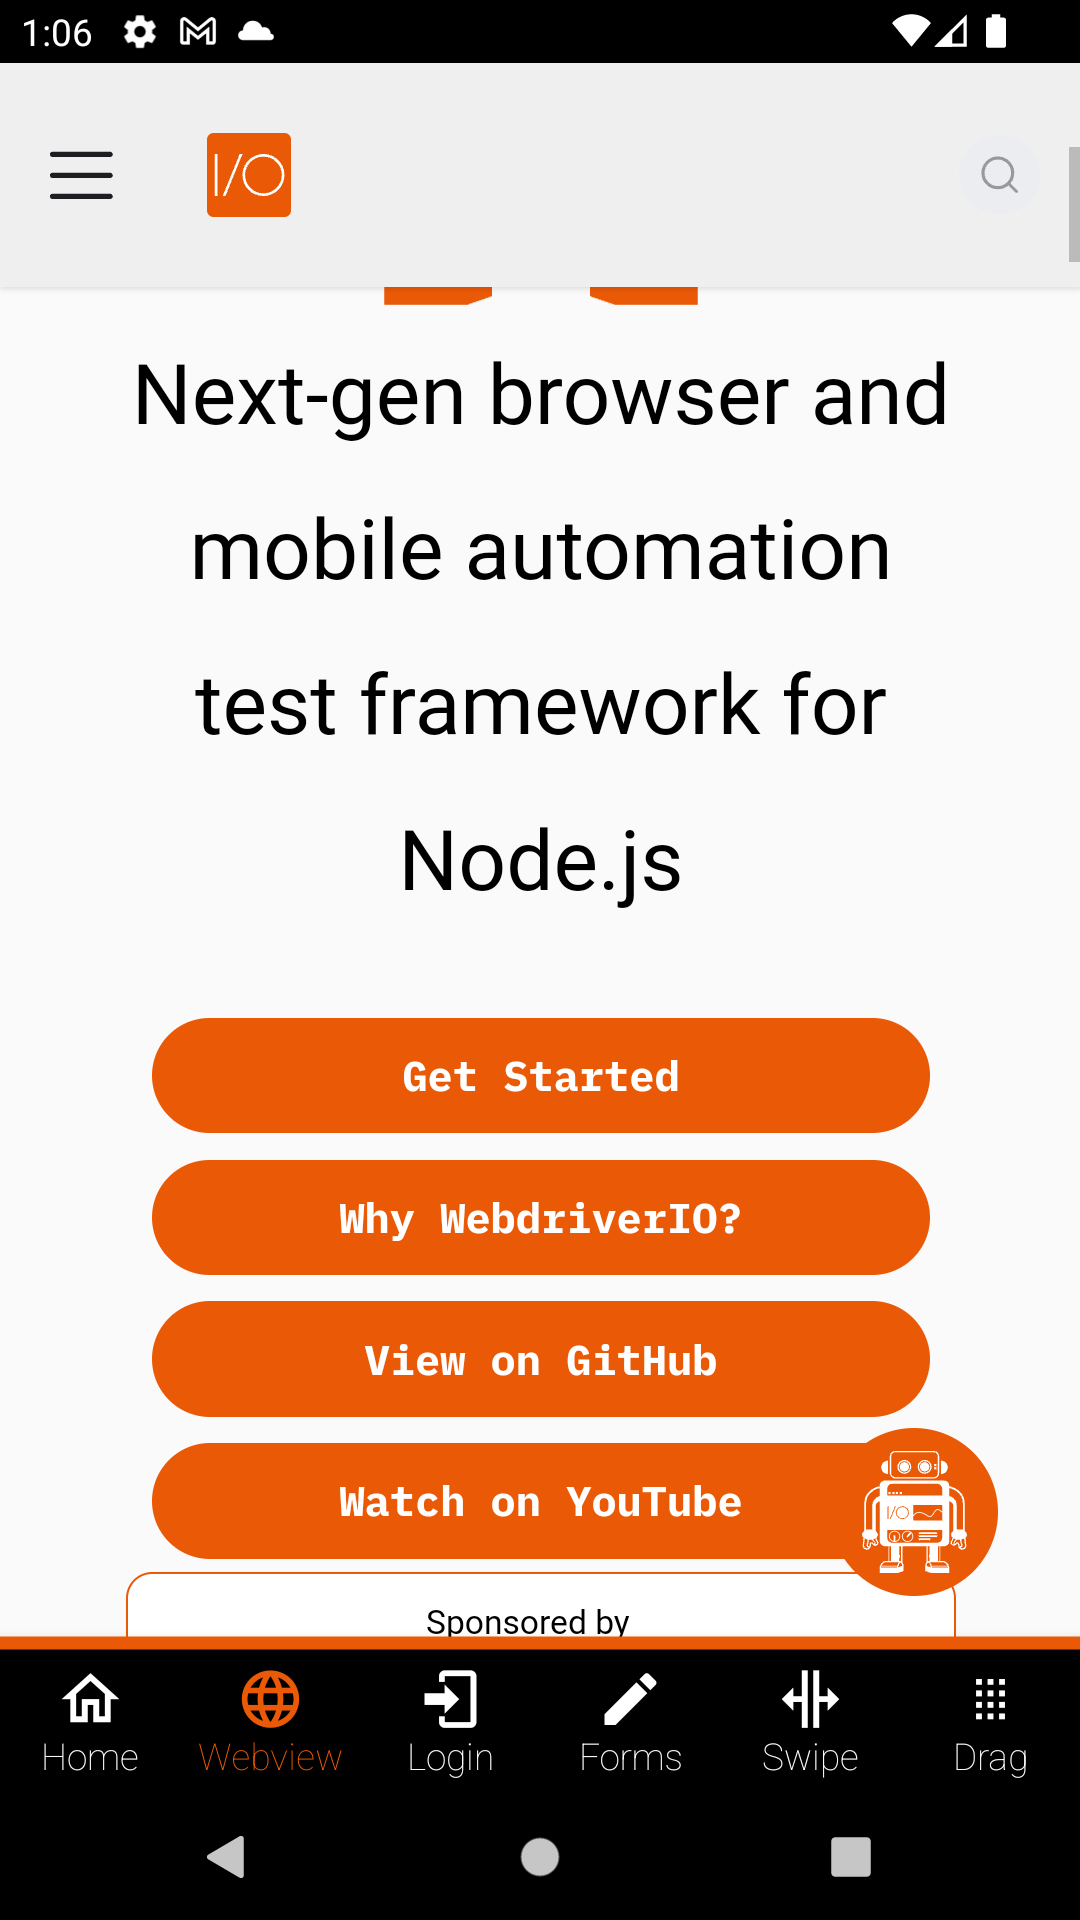 1:06
I/O
Next-gen browser and
mobile automation
test framework for
Node.js
Get Started
Why WebdriverIO?
View on GitHub
Watch on YouTube
I/O
Sponsored by
Home Webview Login Forms Swipe Drag